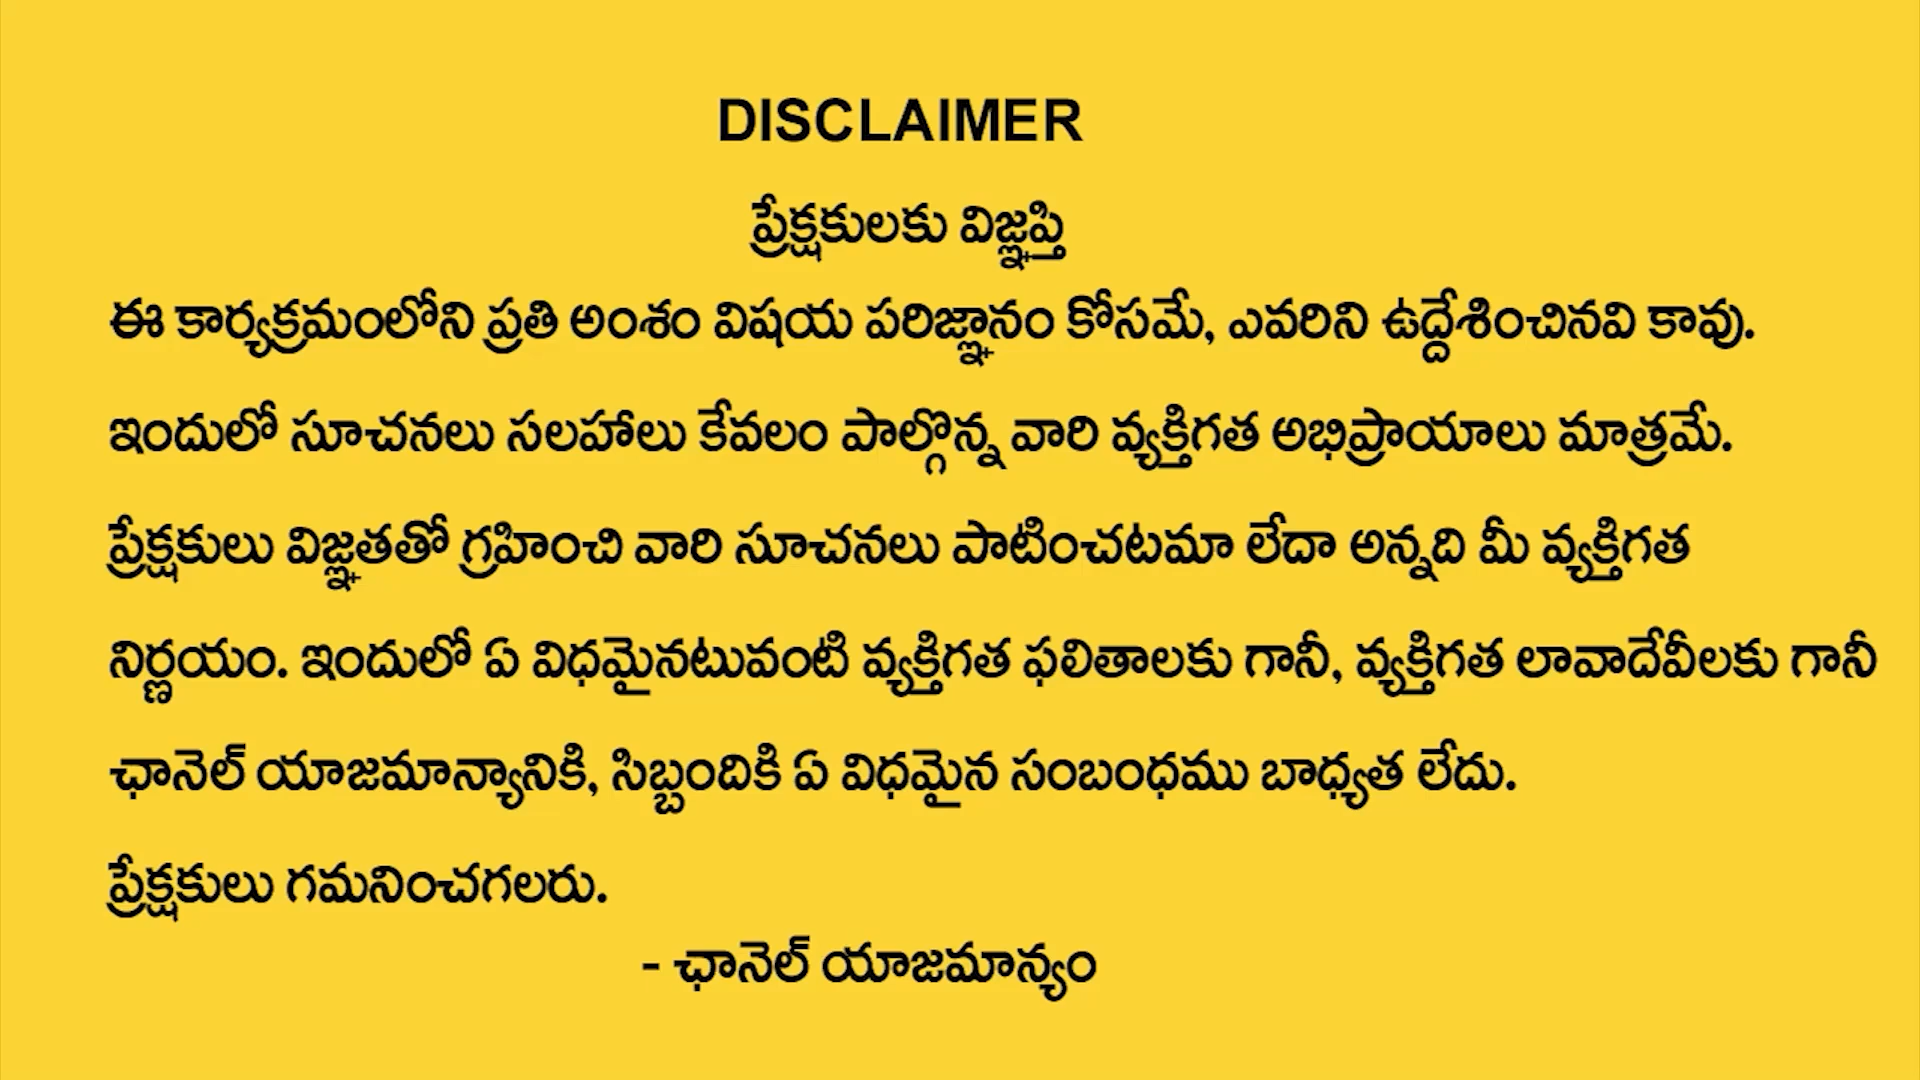 DISCLAIMER
ప్రేక్షకులకు విజ్ఞప్తి
ఈ కార్యక్రమంలోని ప్రతి అంశం విషయ పరిజ్ఞానం కోసమే, ఎవరిని ఉద్దేశించినవి కావు.
ఇందులో సూచనలు సలహాలు కేవలం పాల్గొన్న వారి వ్యక్తిగత అభిప్రాయాలు మాత్రమే.
ప్రేక్షకులు విజ్ఞతతో గ్రహించి వారి సూచనలు పాటించటమా లేదా అన్నది మీ వ్యక్తిగత
నిర్ణయం. ఇందులో ఏ విధమైనటువంటి వ్యక్తిగత ఫలితాలకు గానీ, వ్యక్తిగత లావాదేవీలకు గానీ
ఛానెల్ యాజమాన్యానికి, సిబ్బందికి ఏ విధమైన సంబంధము బాధ్యత లేదు.
ప్రేక్షకులు గమనించగలరు.
- ఛానెల్ యాజమాన్యం